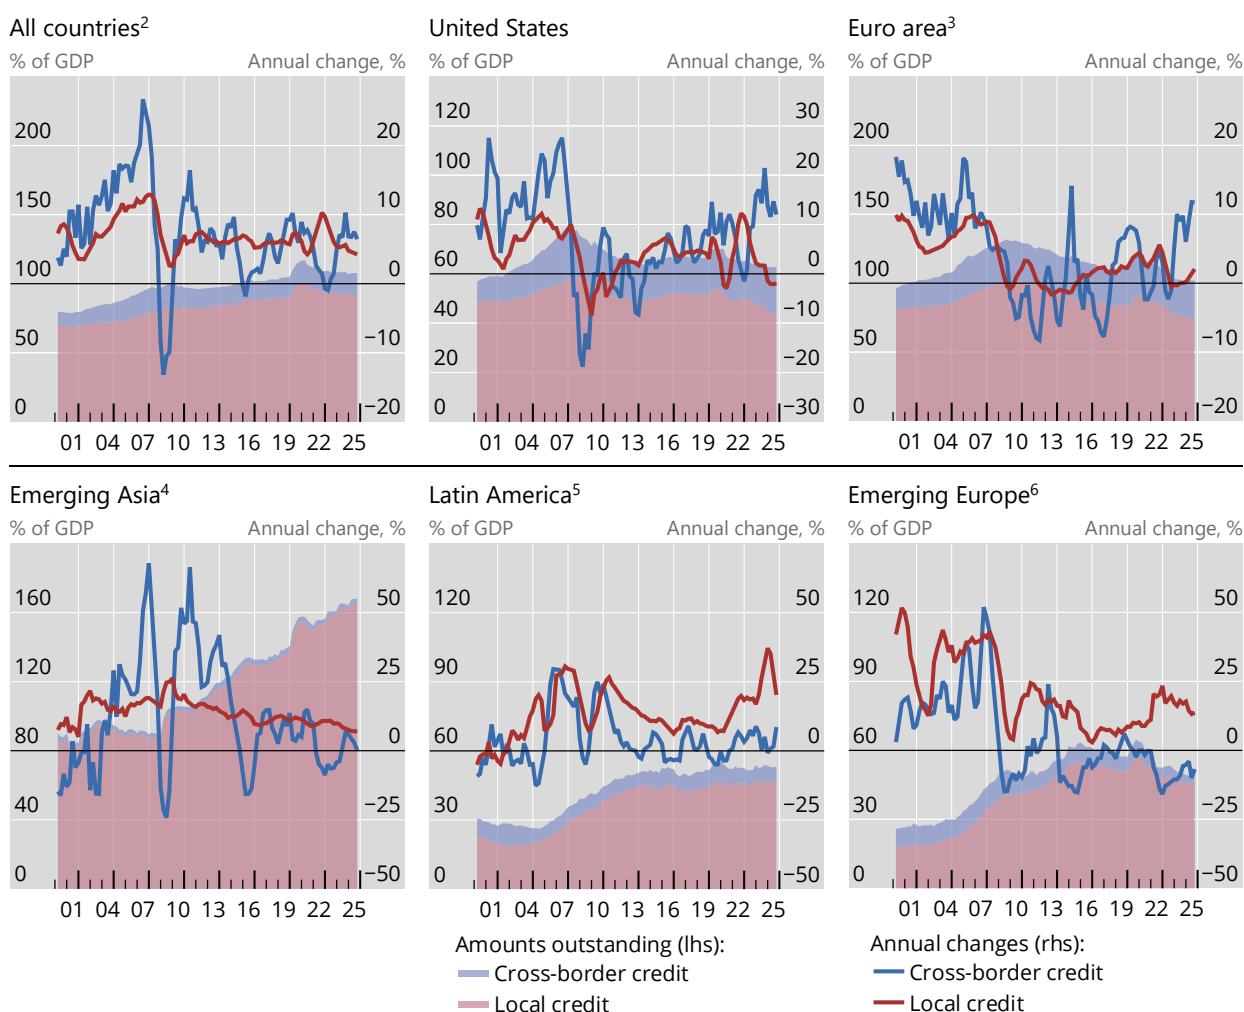 All countries²
% of GDP Annual change, %
200 20
150 10
100 0
50 −10
0 −20
01 04 07 10 13 16 19 22 25
United States
% of GDP Annual change, %
120 30
100 20
80 10
60 0
40 −10
20 −20
0 −30
01 04 07 10 13 16 19 22 25
Euro area³
% of GDP Annual change, %
200 20
150 10
100 0
50 −10
0 −20
01 04 07 10 13 16 19 22 25
Emerging Asia⁴
% of GDP Annual change, %
160 50
120 25
80 0
40 −25
0 −50
01 04 07 10 13 16 19 22 25
Latin America⁵
% of GDP Annual change, %
120 50
90 25
60 0
30 −25
0 −50
01 04 07 10 13 16 19 22 25
Emerging Europe⁶
% of GDP Annual change, %
120 50
90 25
60 0
30 −25
0 −50
01 04 07 10 13 16 19 22 25
Amounts outstanding (lhs):
Cross-border credit
Local credit
Annual changes (rhs):
Cross-border credit
Local credit